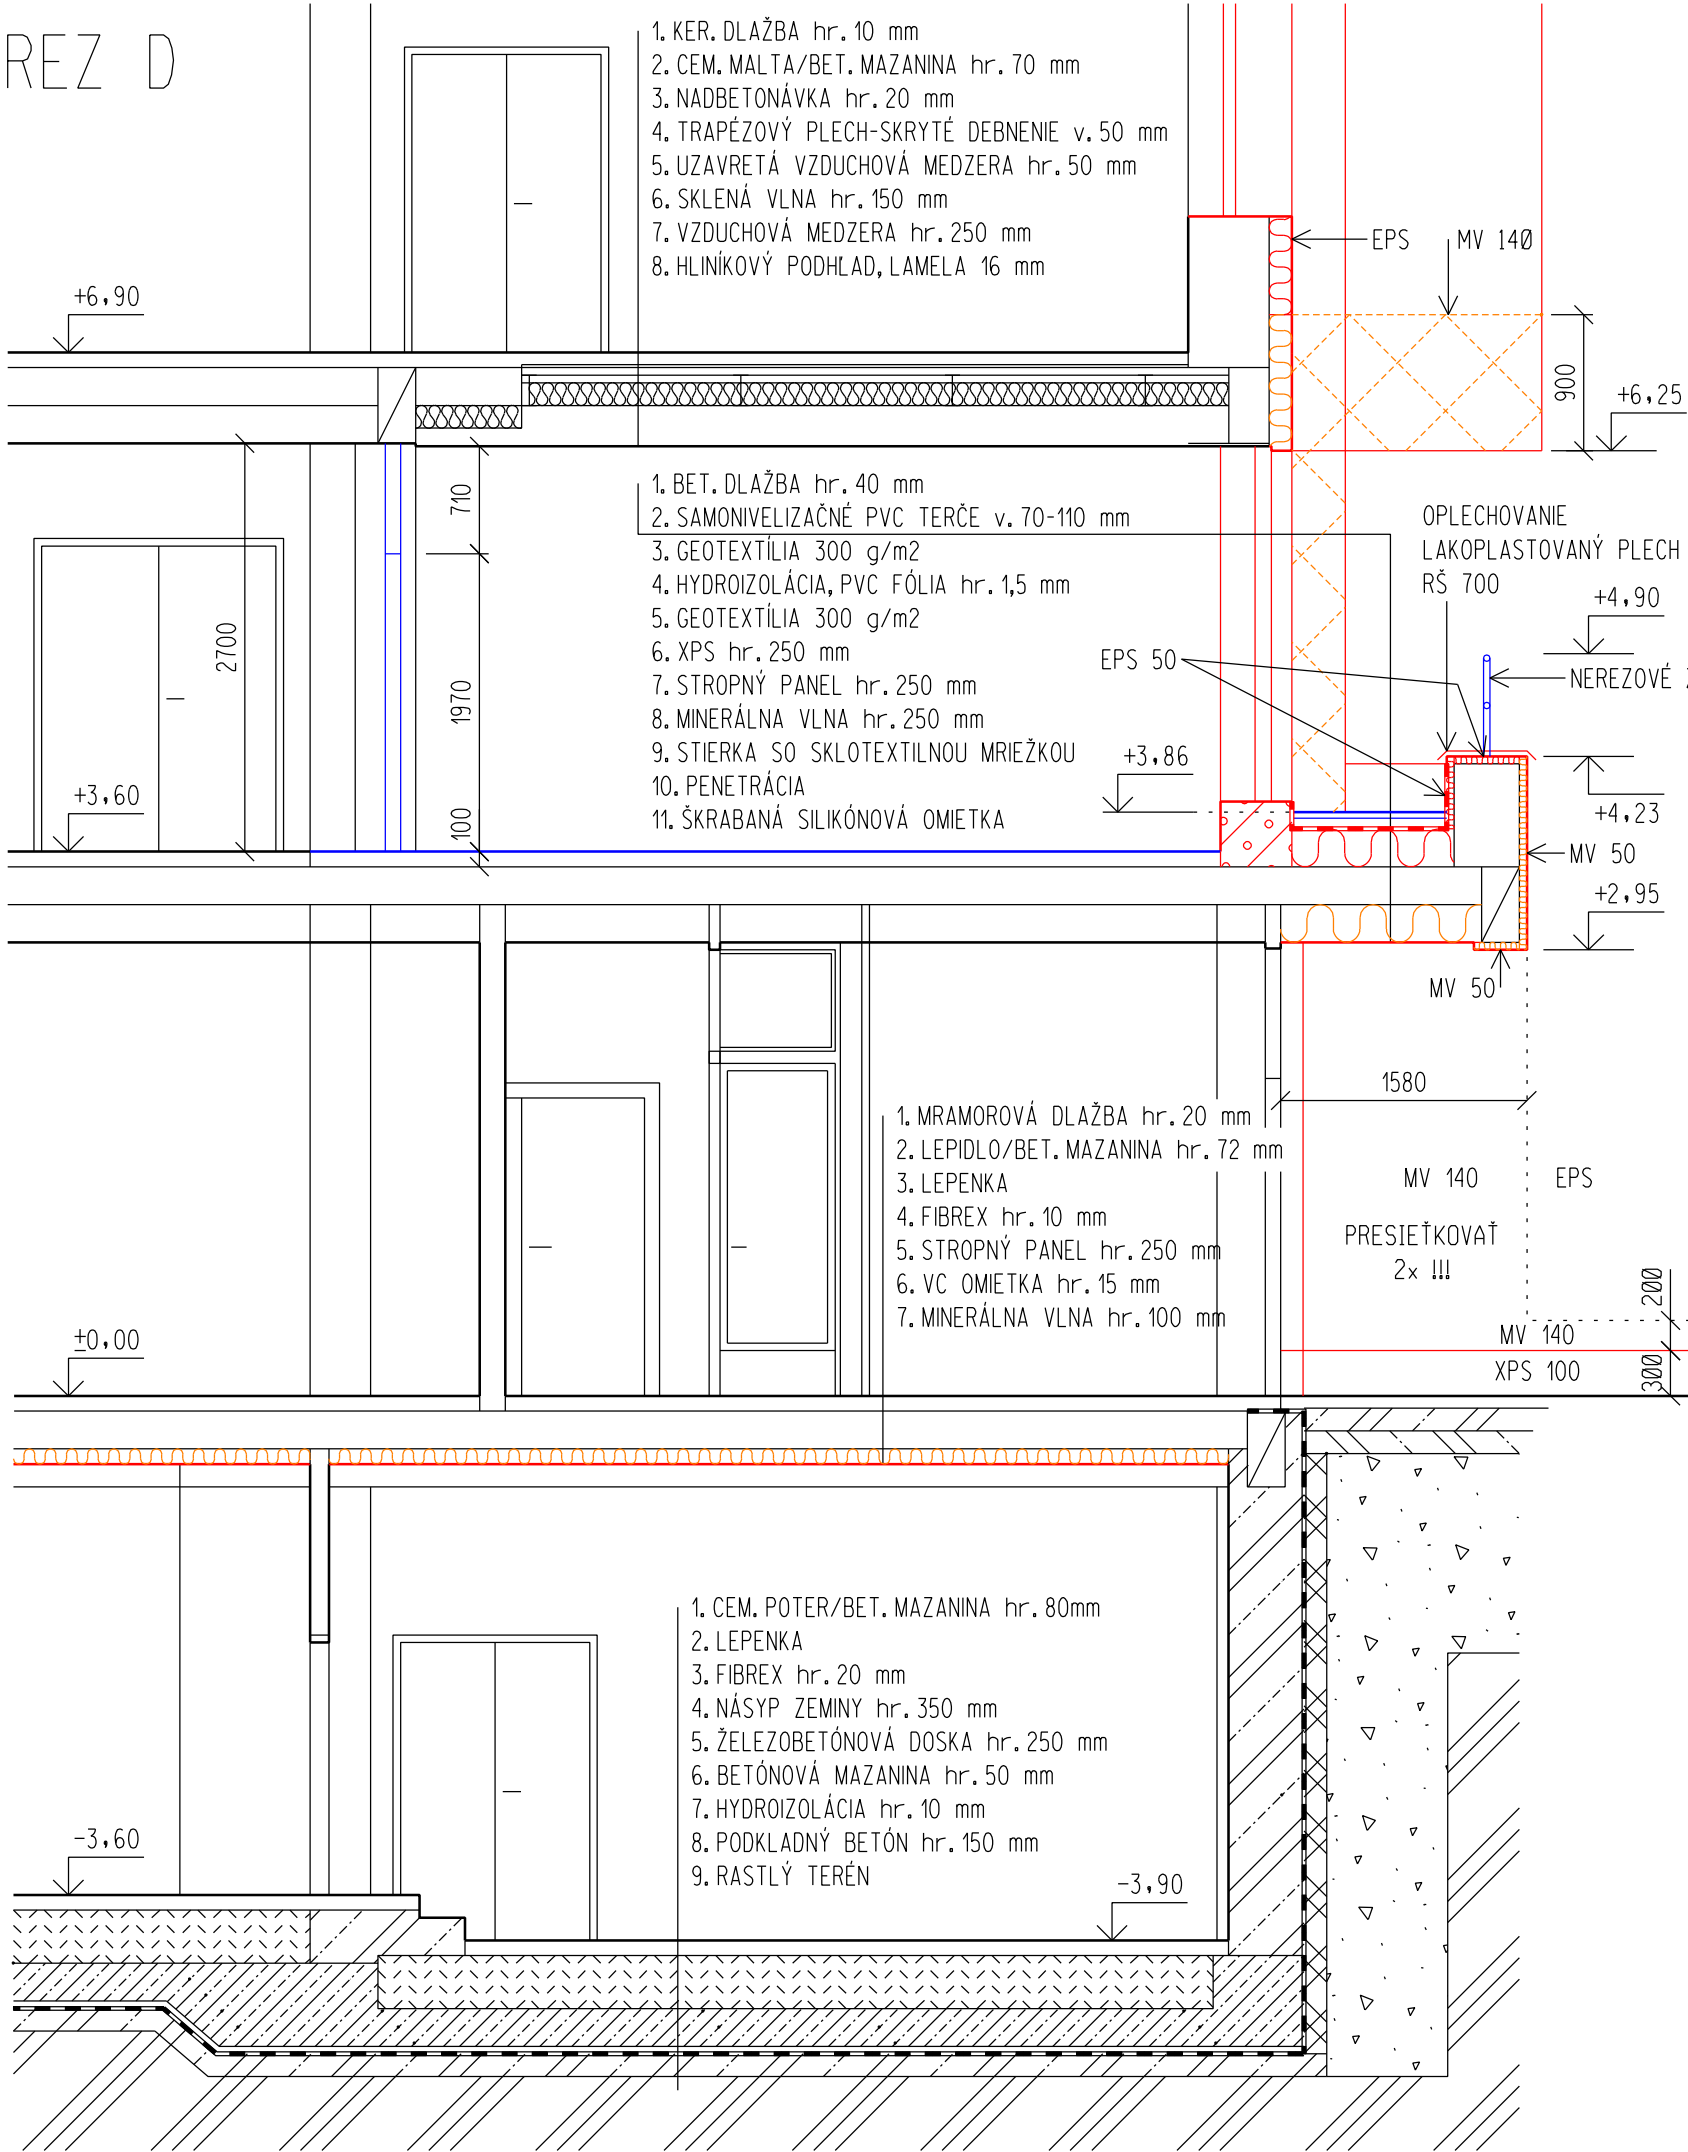 REZ D
1. KER. DLAŽBA hr. 10 mm
2. CEM. MALTA/BET. MAZANINA hr. 70 mm
3. NADBETONÁVKA hr. 20 mm
4. TRAPÉZOVÝ PLECH-SKRYTÉ DEBNENIE v. 50 mm
5. UZAVRETÁ VZDUCHOVÁ MEDZERA hr. 50 mm
6. SKLENÁ VLNA hr. 150 mm
7. VZDUCHOVÁ MEDZERA hr. 250 mm
8. HLINÍKOVÝ PODHĽAD, LAMELA 16 mm
EPS
MV 140
+6,90
900
+6,25
710
2700
1970
100
1. BET. DLAŽBA hr. 40 mm
2. SAMONIVELIZAČNÉ PVC TERČE v. 70-110 mm
3. GEOTEXTÍLIA 300 g/m2
4. HYDROIZOLÁCIA, PVC FÓLIA hr. 1,5 mm
5. GEOTEXTÍLIA 300 g/m2
6. XPS hr. 250 mm
7. STROPNÝ PANEL hr. 250 mm
8. MINERÁLNA VLNA hr. 250 mm
9. STIERKA SO SKLOTEXTILNOU MRIEŽKOU
10. PENETRÁCIA
11. ŠKRABANÁ SILIKÓNOVÁ OMIETKA
OPLECHOVANIE
LAKOPLASTOVANÝ PLECH
RŠ 700
+4,90
EPS 50
NEREZOVÉ
+3,86
+3,60
+4,23
MV 50
+2,95
MV 50
1580
1. MRAMOROVÁ DLAŽBA hr. 20 mm
2. LEPIDLO/BET. MAZANINA hr. 72 mm
3. LEPENKA
4. FIBREX hr. 10 mm
5. STROPNÝ PANEL hr. 250 mm
6. VC OMIETKA hr. 15 mm
7. MINERÁLNA VLNA hr. 100 mm
MV 140
EPS
PRESIEŤKOVAŤ
2x !!!
200
±0,00
MV 140
XPS 100
300
1. CEM. POTER/BET. MAZANINA hr. 80mm
2. LEPENKA
3. FIBREX hr. 20 mm
4. NÁSYP ZEMINY hr. 350 mm
5. ŽELEZOBETÓNOVÁ DOSKA hr. 250 mm
6. BETÓNOVÁ MAZANINA hr. 50 mm
7. HYDROIZOLÁCIA hr. 10 mm
8. PODKLADNÝ BETÓN hr. 150 mm
9. RASTLÝ TERÉN
-3,60
-3,90